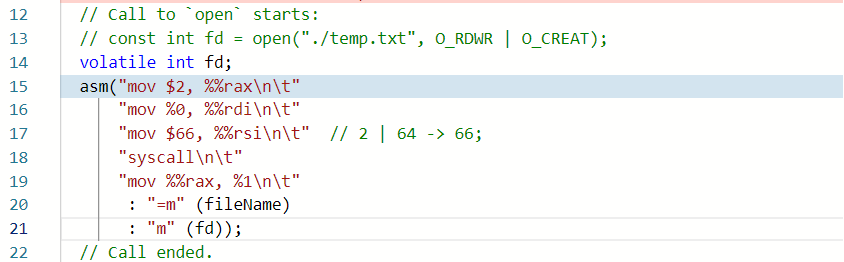 12 // Call to `open` starts:
13 // const int fd = open("./temp.txt", O_RDWR | O_CREAT);
14 volatile int fd;
15 asm("mov $2, %%rax\n\t"
16 "mov %0, %%rdi\n\t"
17 "mov $66, %%rsi\n\t" // 2 | 64 -> 66;
18 "syscall\n\t"
19 "mov %%rax, %1\n\t"
20 : "=m" (fileName)
21 : "m" (fd));
22 // Call ended.